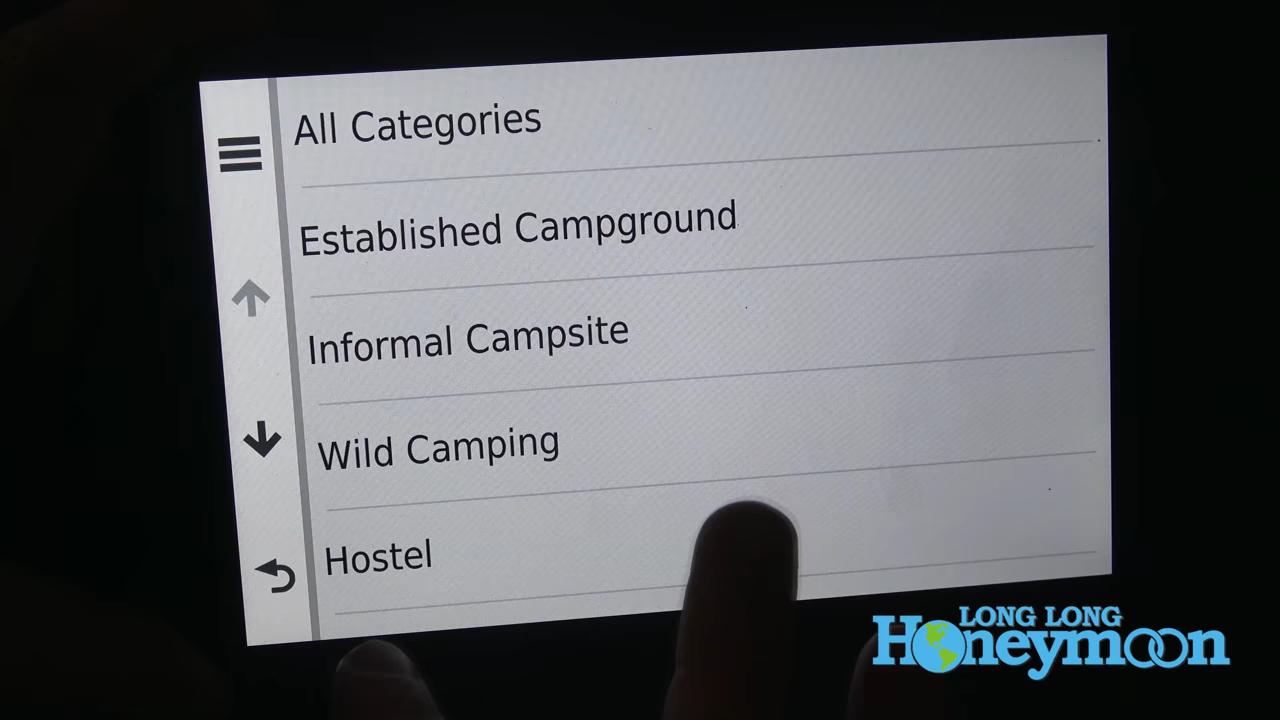 All Categories
Established Campground
Informal Campsite
Wild Camping
Hostel
LONG LONG
Honeymoon